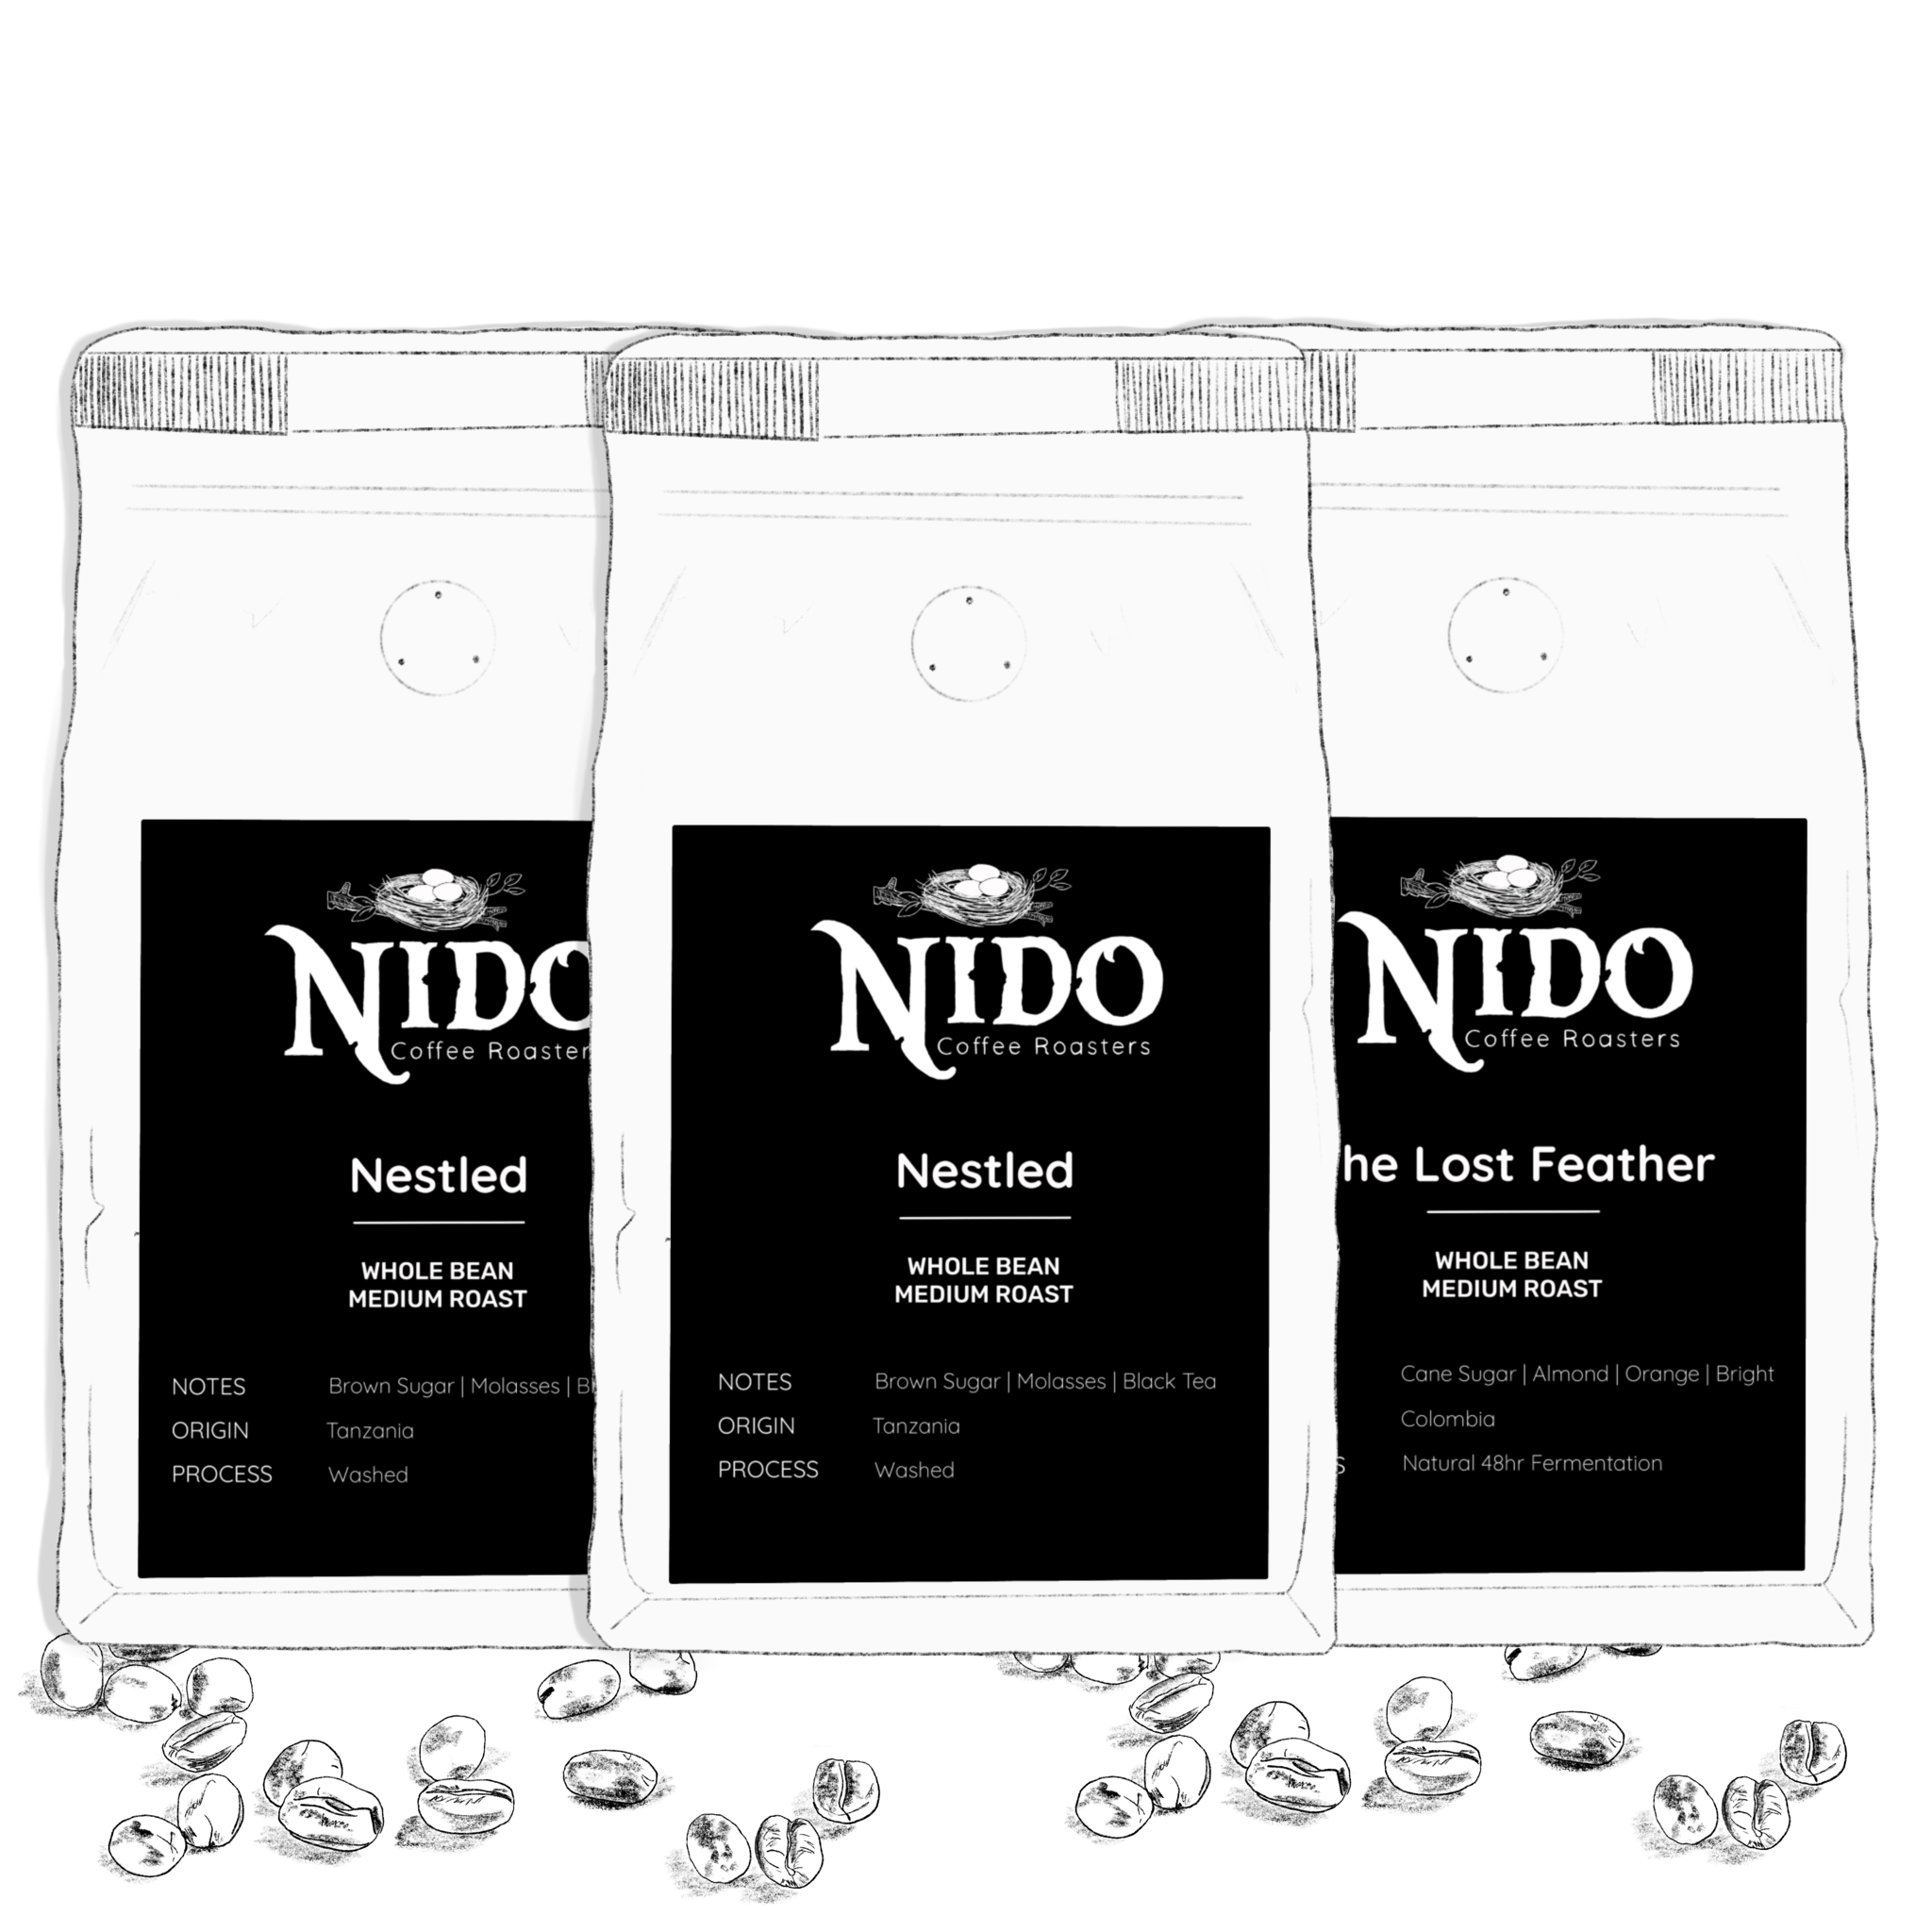 NIDO
Coffee Roaster
Nestled
WHOLE BEAN
MEDIUM ROAST
NOTES Brown Sugar | Molasses | Bl
ORIGIN Tanzania
PROCESS Washed
NIDO
Coffee Roasters
Nestled
WHOLE BEAN
MEDIUM ROAST
NOTES Brown Sugar | Molasses | Black Tea
ORIGIN Tanzania
PROCESS Washed
NIDO
Coffee Roasters
he Lost Feather
WHOLE BEAN
MEDIUM ROAST
Cane Sugar | Almond | Orange | Bright
Colombia
S Natural 48hr Fermentation